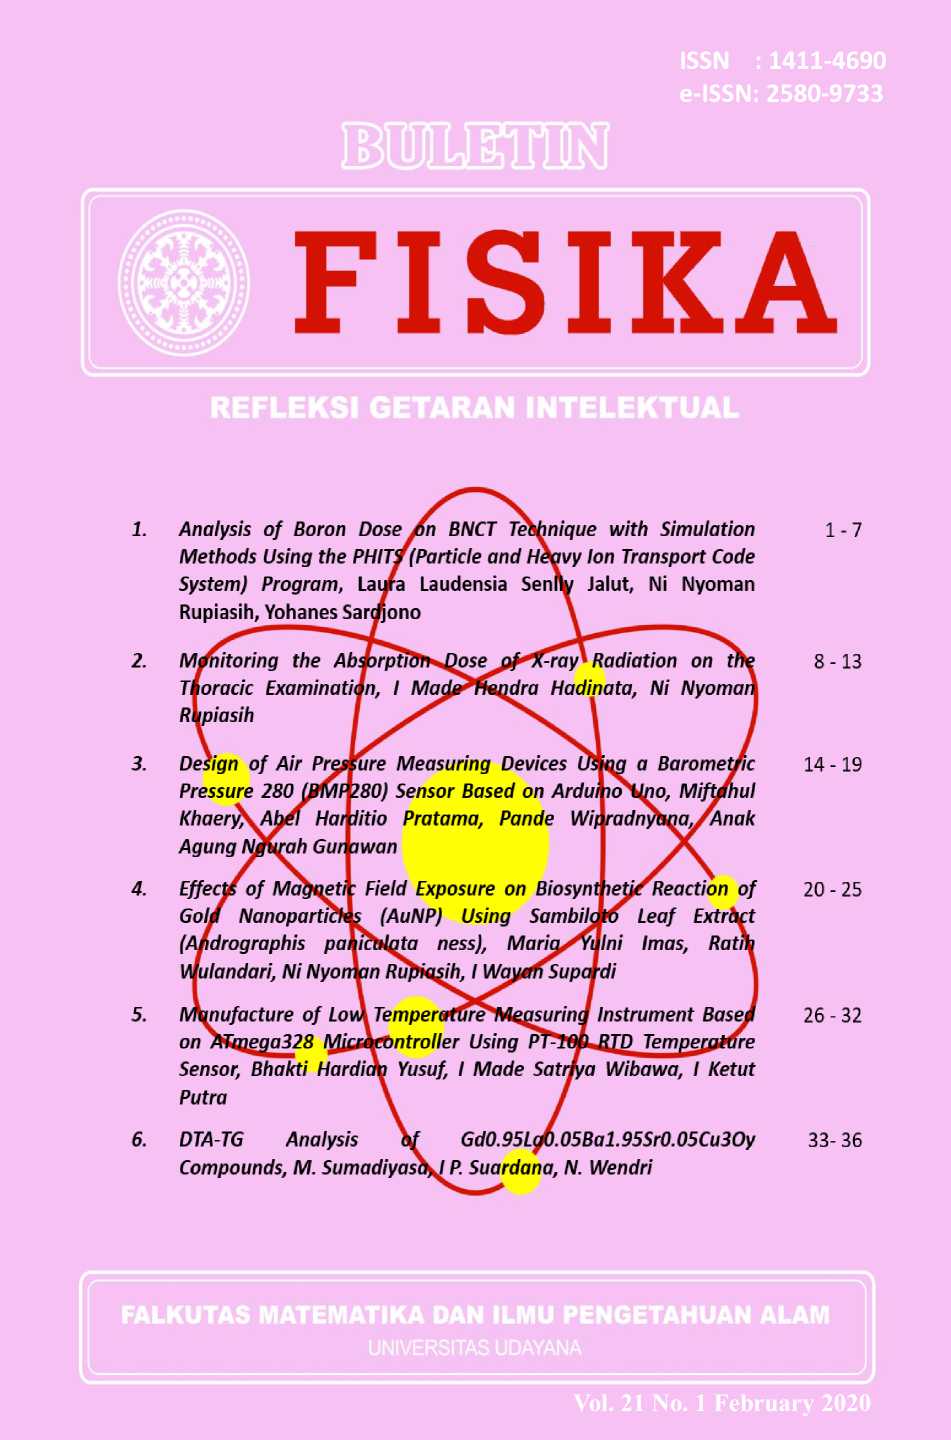 ISSN : 1411-4690
e-ISSN: 2580-9733
BULETIN
FISIKA
REFLEKSI GETARAN INTELEKTUAL
1. Analysis of Boron Dose on BNCT Technique with Simulation 1 - 7
Methods Using the PHITS (Particle and Heavy Ion Transport Code
System) Program, Laura Laudensia Senlly Jalut, Ni Nyoman
Rupiasih, Yohanes Sardjono
2. Monitoring the Absorption Dose of X-ray Radiation on the 8 - 13
Thoracic Examination, I Made Hendra Hadinata, Ni Nyoman
Rupiasih
3. Design of Air Pressure Measuring Devices Using a Barometric 14 - 19
Pressure 280 (BMP280) Sensor Based on Arduino Uno, Miftahul
Khaery, Abel Harditio Pratama, Pande Wipradnyana, Anak
Agung Ngurah Gunawan
4. Effects of Magnetic Field Exposure on Biosynthetic Reaction of 20 - 25
Gold Nanoparticles (AuNP) Using Sambiloto Leaf Extract
(Andrographis paniculata ness), Maria Yulni Imas, Ratih
Wulandari, Ni Nyoman Rupiasih, I Wayan Supardi
5. Manufacture of Low Temperature Measuring Instrument Based 26 - 32
on ATmega328 Microcontroller Using PT-100 RTD Temperature
Sensor, Bhakti Hardian Yusuf, I Made Satriya Wibawa, I Ketut
Putra
6. DTA-TG Analysis of Gd0.95La0.05Ba1.95Sr0.05Cu3Oy 33- 36
Compounds, M. Sumadiyasa, I P. Suardana, N. Wendri
FALKUTAS MATEMATIKA DAN ILMU PENGETAHUAN ALAM
UNIVERSITAS UDAYANA
Vol. 21 No. 1 February 2020